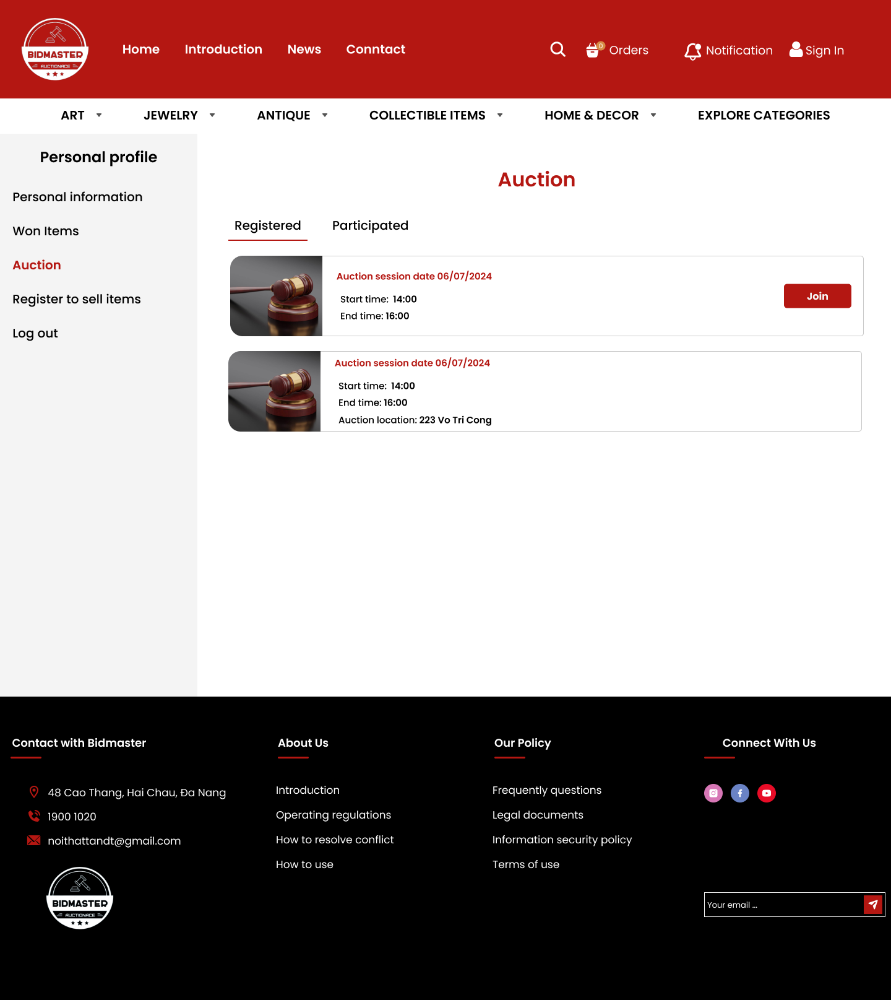 BIDMASTER
AUCTIONACE
Home Introduction News Conntact
0 Orders Notification Sign In
ART JEWELRY ANTIQUE COLLECTIBLE ITEMS HOME & DECOR EXPLORE CATEGORIES
Personal profile
Personal information
Won Items
Auction
Register to sell items
Log out
Auction
Registered Participated
Auction session date 06/07/2024
Start time: 14:00
End time: 16:00
Join
Auction session date 06/07/2024
Start time: 14:00
End time: 16:00
Auction location: 223 Vo Tri Cong
Contact with Bidmaster
48 Cao Thang, Hai Chau, Đa Nang
1900 1020
noithattandt@gmail.com
BIDMASTER
AUCTIONACE
About Us
Introduction
Operating regulations
How to resolve conflict
How to use
Our Policy
Frequently questions
Legal documents
Information security policy
Terms of use
Connect With Us
Your email ...